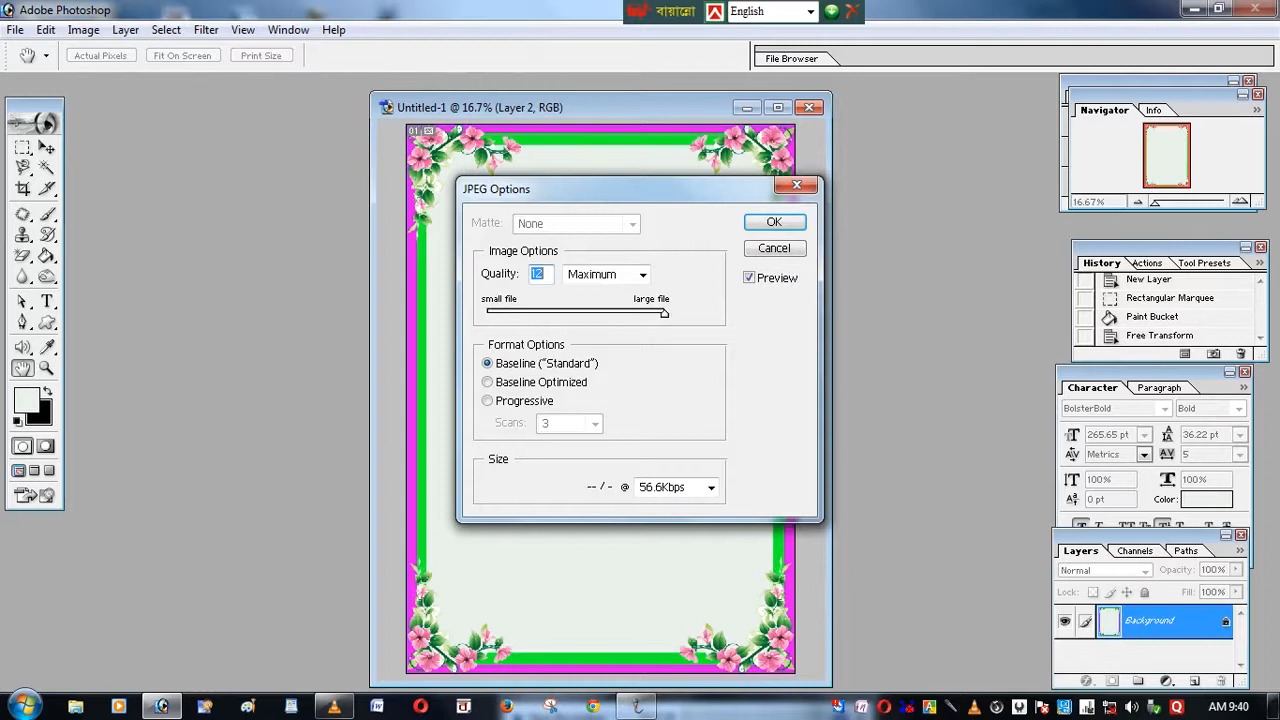 Adobe Photoshop
বায়ান্নো
English
File Edit Image Layer Select Filter View Window Help
Actual Pixels Fit On Screen Print Size
File Browser
Untitled-1 @ 16.7% (Layer 2, RGB)
Navigator Info
16.67%
JPEG Options
Matte: None
OK
Image Options
Cancel
Quality: 12 Maximum
Preview
small file large file
Format Options
Baseline ("Standard")
Baseline Optimized
Progressive
Scans: 3
Size
-- / - @ 56.6Kbps
History Actions Tool Presets
New Layer
Rectangular Marquee
Paint Bucket
Free Transform
Character Paragraph
BolsterBold Bold
265.65 pt 36.22 pt
Metrics 5
100% 100%
0 pt Color:
Layers Channels Paths
Normal Opacity: 100%
Lock: Fill: 100%
Background
AM 9:40